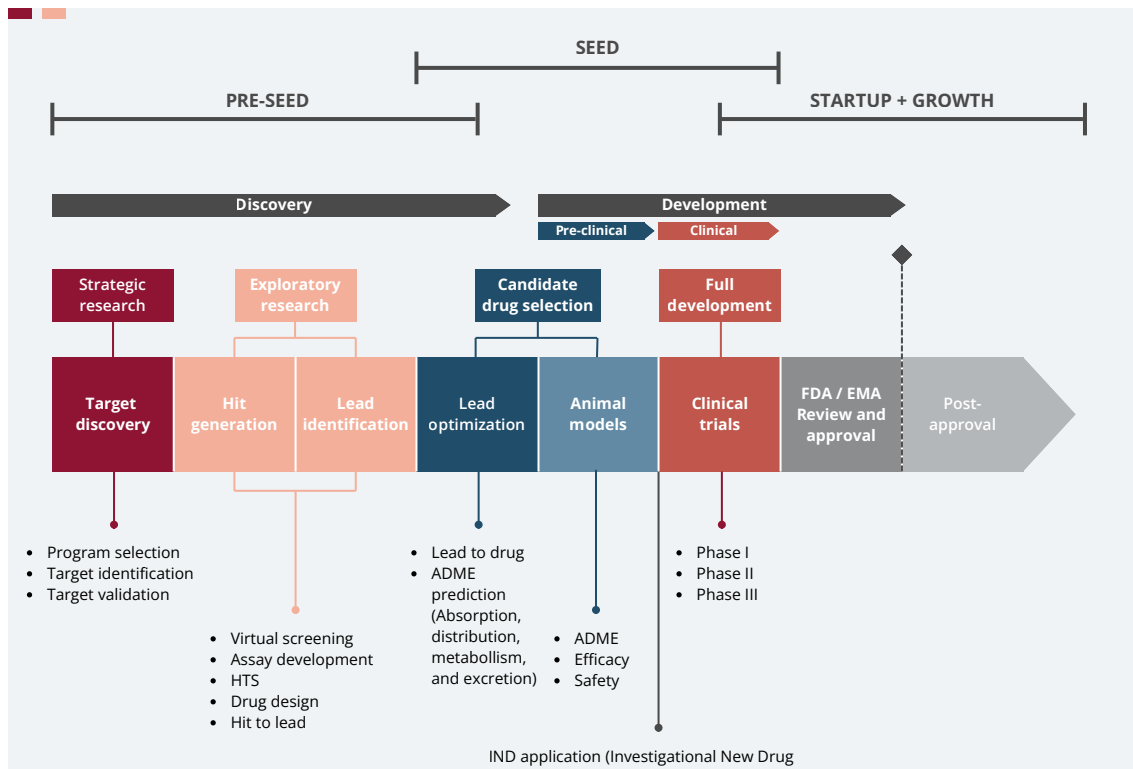 SEED
PRE-SEED
STARTUP + GROWTH
Discovery
Development
Pre-clinical
Clinical
Strategic
research
Exploratory
research
Candidate
drug selection
Full
development
Target
discovery
Hit
generation
Lead
identification
Lead
optimization
Animal
models
Clinical
trials
FDA / EMA
Review and
approval
Post-
approval
• Program selection
• Target identification
• Target validation
• Virtual screening
• Assay development
• HTS
• Drug design
• Hit to lead
• Lead to drug
• ADME
prediction
(Absorption,
distribution,
metabollism,
and excretion)
• ADME
• Efficacy
• Safety
• Phase I
• Phase II
• Phase III
IND application (Investigational New Drug